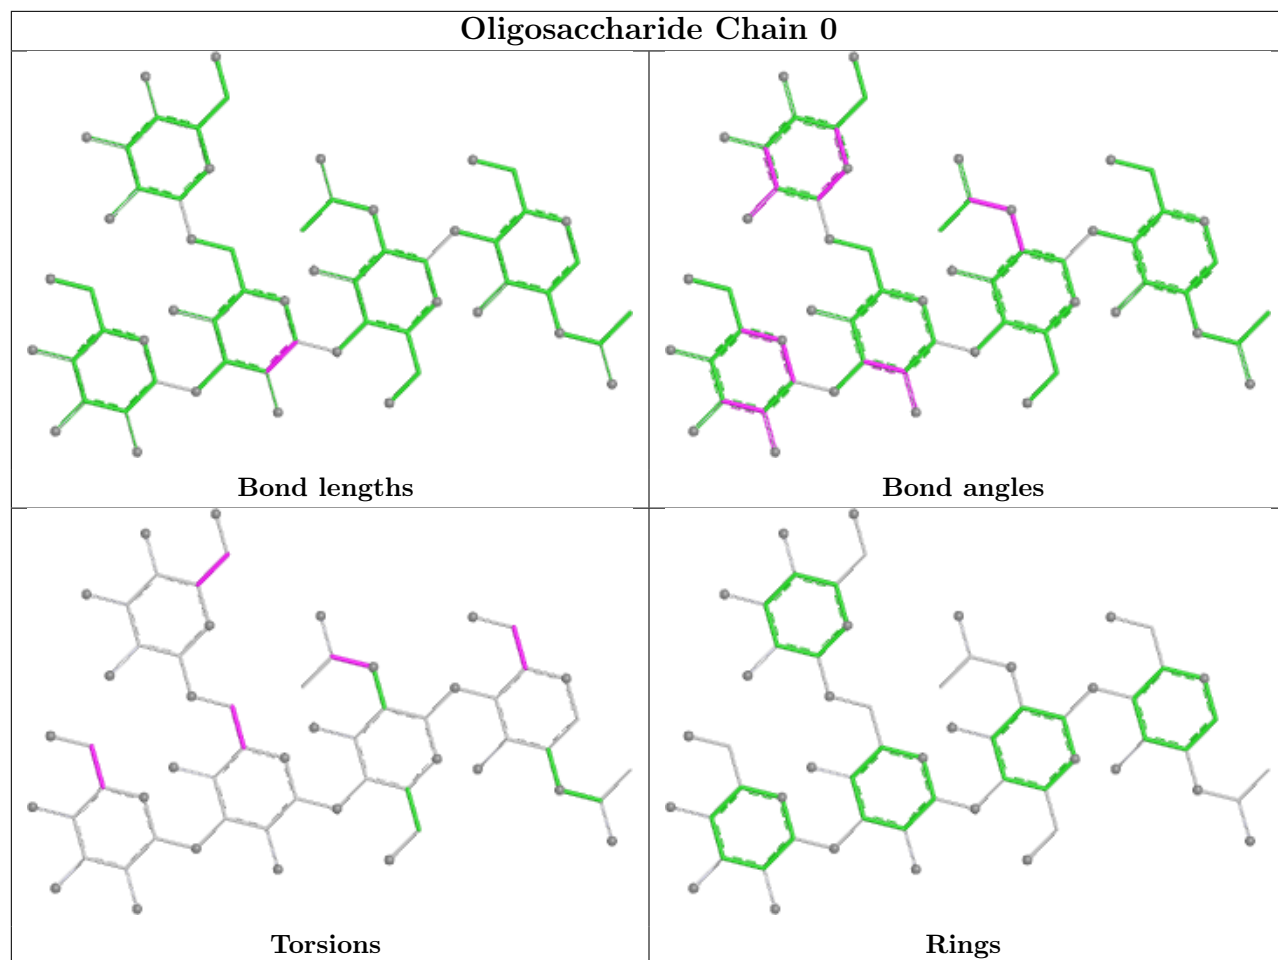 Oligosaccharide Chain 0
Bond lengths
Bond angles
Torsions
Rings